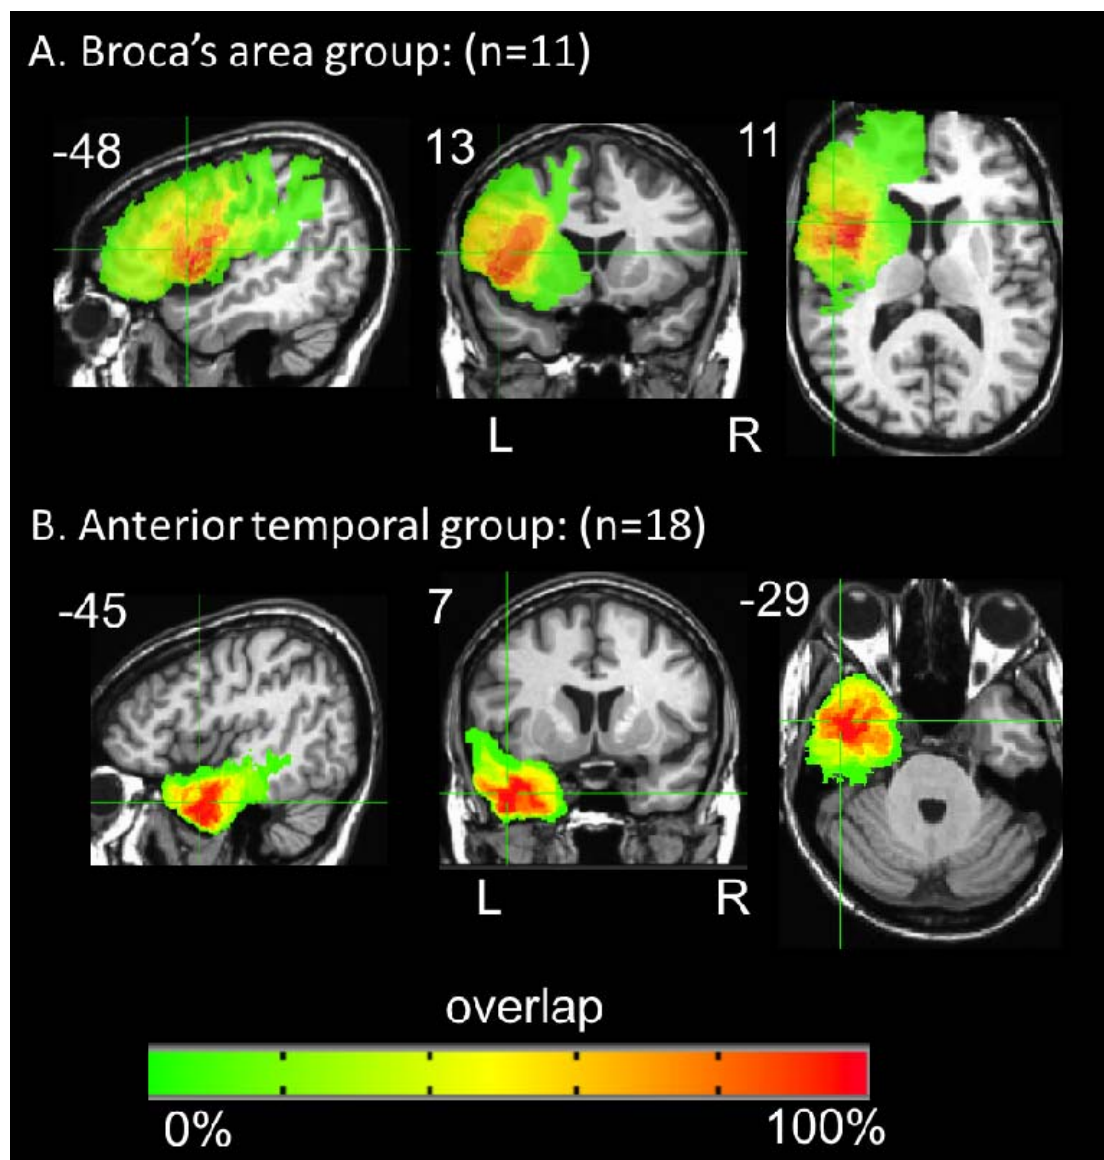 A. Broca's area group: (n=11)
-48 13 11
L R
B. Anterior temporal group: (n=18)
-45 7 -29
L R
overlap
0% 100%